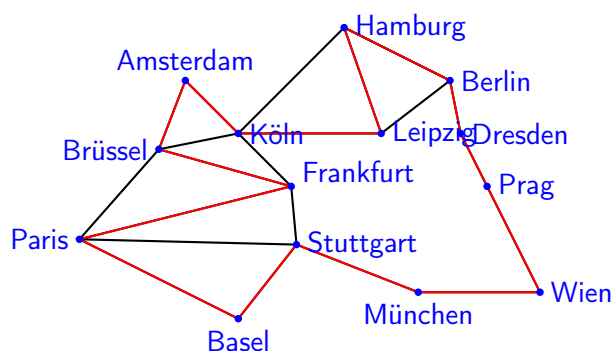 Hamburg
Amsterdam
Berlin
Köln
Leipzig
Dresden
Brüssel
Frankfurt
Prag
Paris
Stuttgart
Wien
München
Basel